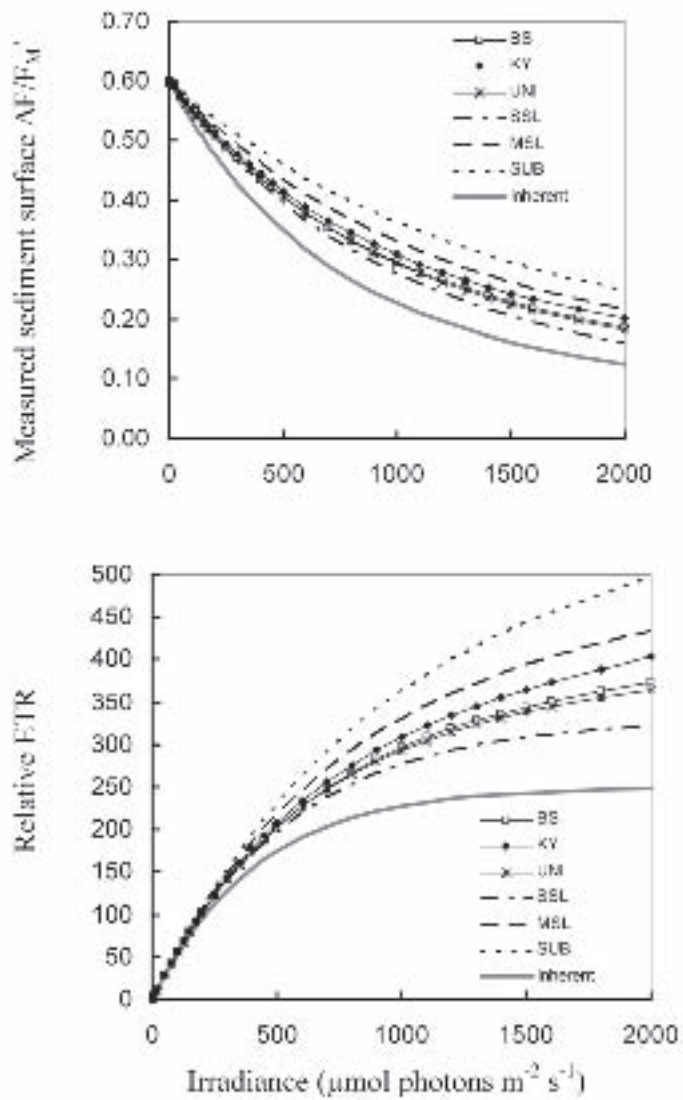 Measured sediment surface ΔF/F_M'
0.70
0.60
0.50
0.40
0.30
0.20
0.10
0.00
0
500
1000
1500
2000
BS
KY
UNI
BSL
MSL
SUB
Inherent
Relative ETR
500
450
400
350
300
250
200
150
100
50
0
BS
KY
UNI
BSL
MSL
SUB
Inherent
0
500
1000
1500
2000
Irradiance (µmol photons m⁻² s⁻¹)